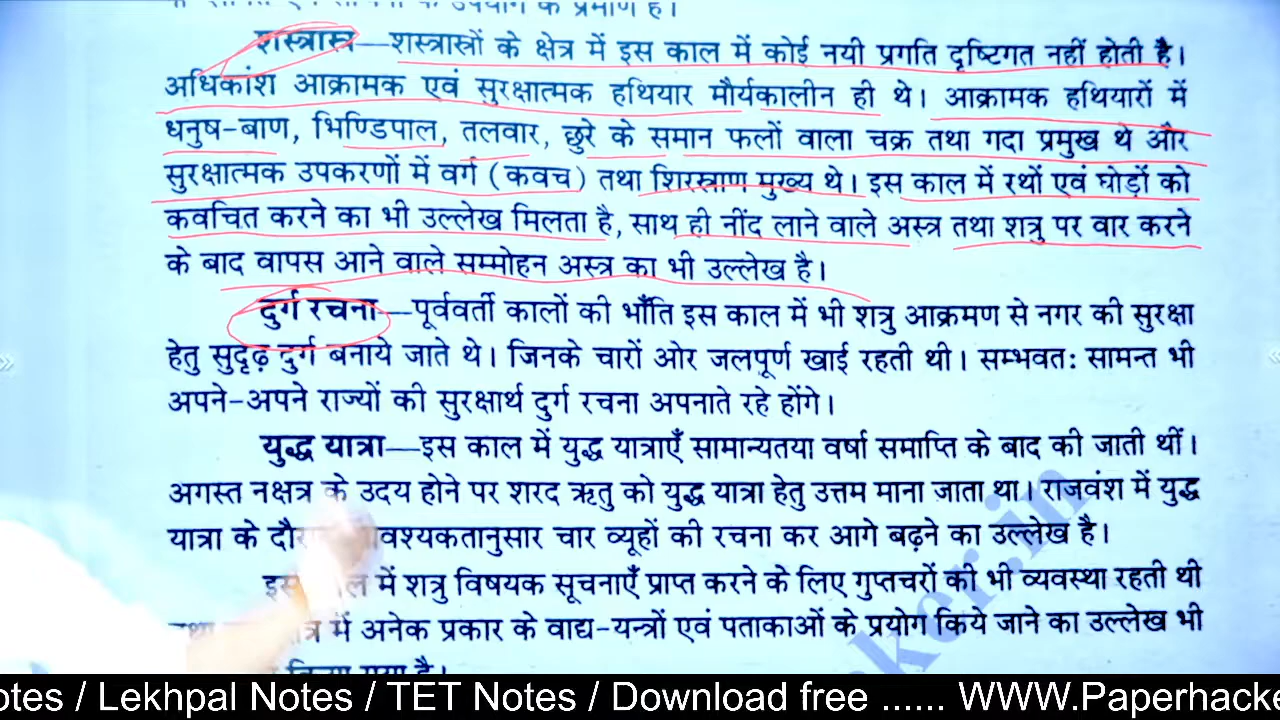 उपयोग के प्रमाण हैं।
शस्त्रास्त्र—शस्त्रास्त्रों के क्षेत्र में इस काल में कोई नयी प्रगति दृष्टिगत नहीं होती है।
अधिकांश आक्रामक एवं सुरक्षात्मक हथियार मौर्यकालीन ही थे। आक्रामक हथियारों में
धनुष-बाण, भिण्डिपाल, तलवार, छुरे के समान फलों वाला चक्र तथा गदा प्रमुख थे और
सुरक्षात्मक उपकरणों में वर्ग (कवच) तथा शिरस्त्राण मुख्य थे। इस काल में रथों एवं घोड़ों को
कवचित करने का भी उल्लेख मिलता है, साथ ही नींद लाने वाले अस्त्र तथा शत्रु पर वार करने
के बाद वापस आने वाले सम्मोहन अस्त्र का भी उल्लेख है।
दुर्ग रचना—पूर्ववर्ती कालों की भाँति इस काल में भी शत्रु आक्रमण से नगर की सुरक्षा
हेतु सुदृढ़ दुर्ग बनाये जाते थे। जिनके चारों ओर जलपूर्ण खाई रहती थी। सम्भवतः सामन्त भी
अपने-अपने राज्यों की सुरक्षार्थ दुर्ग रचना अपनाते रहे होंगे।
युद्ध यात्रा—इस काल में युद्ध यात्राएँ सामान्यतया वर्षा समाप्ति के बाद की जाती थीं।
अगस्त नक्षत्र के उदय होने पर शरद ऋतु को युद्ध यात्रा हेतु उत्तम माना जाता था। राजवंश में युद्ध
यात्रा के वश्यकतानुसार चार व्यूहों की रचना कर आगे बढ़ने का उल्लेख है।
में शत्रु विषयक सूचनाएँ प्राप्त करने के लिए गुप्तचरों की भी व्यवस्था रहती थी
में अनेक प्रकार के वाद्य-यन्त्रों एवं पताकाओं के प्रयोग किये जाने का उल्लेख भी
ker.in
otes / Lekhpal Notes / TET Notes / Download free ...... WWW.Paperhacke